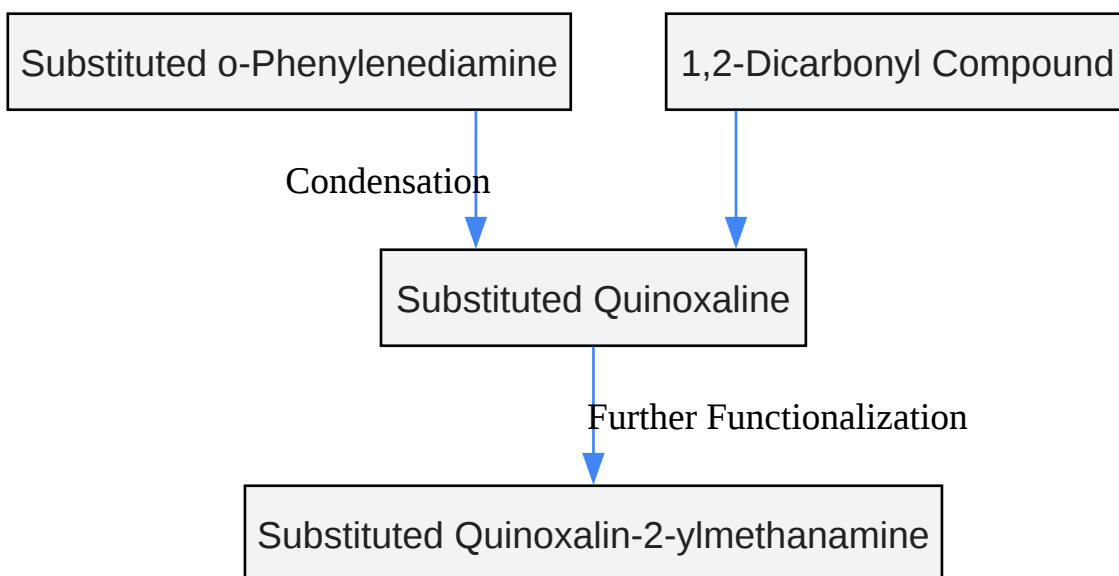 Substituted o-Phenylenediamine
1,2-Dicarbonyl Compound
Condensation
Substituted Quinoxaline
Further Functionalization
Substituted Quinoxalin-2-ylmethanamine